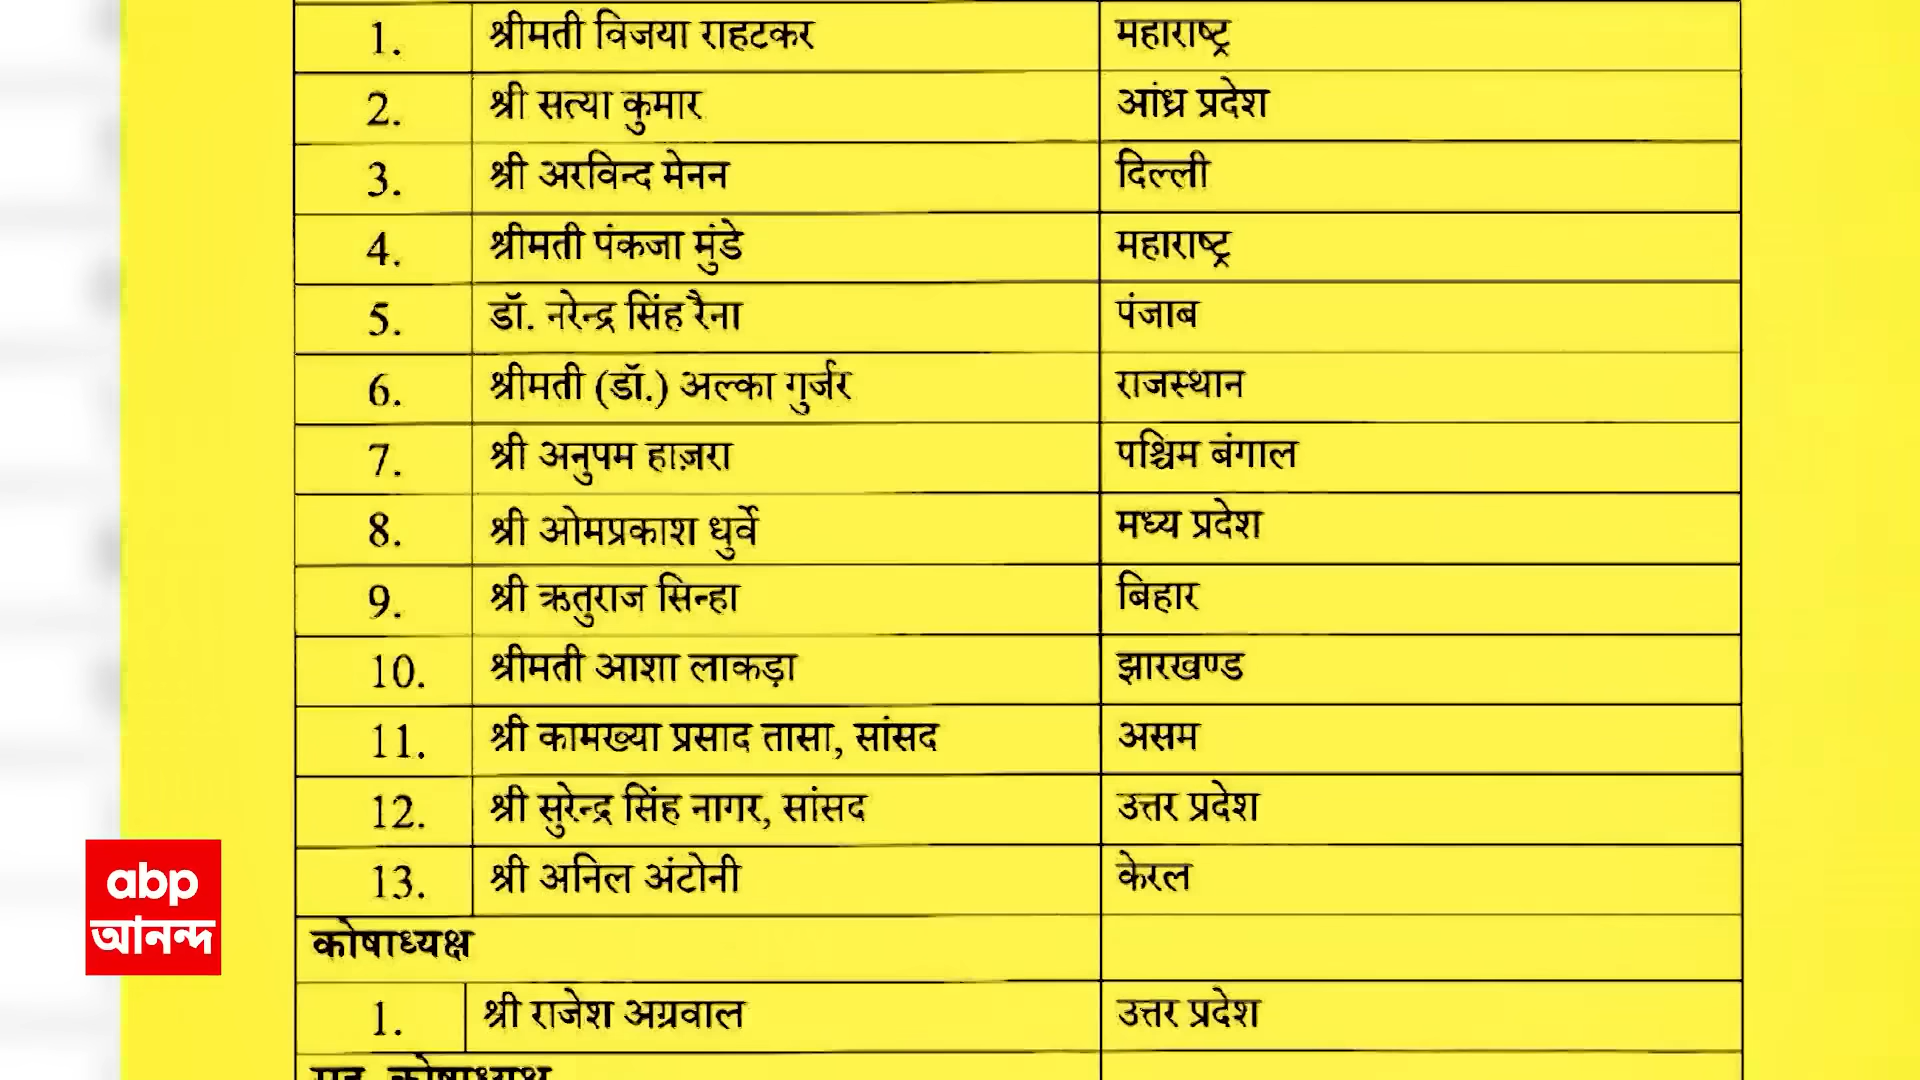 1. श्रीमती विजया राहटकर महाराष्ट्र
2. श्री सत्या कुमार आंध्र प्रदेश
3. श्री अरविन्द मेनन दिल्ली
4. श्रीमती पंकजा मुंडे महाराष्ट्र
5. डॉ. नरेन्द्र सिंह रैना पंजाब
6. श्रीमती (डॉ.) अल्का गुर्जर राजस्थान
7. श्री अनुपम हाज़रा पश्चिम बंगाल
8. श्री ओमप्रकाश धुर्वे मध्य प्रदेश
9. श्री ऋतुराज सिन्हा बिहार
10. श्रीमती आशा लाकड़ा झारखण्ड
11. श्री कामख्या प्रसाद तासा, सांसद असम
12. श्री सुरेन्द्र सिंह नागर, सांसद उत्तर प्रदेश
13. श्री अनिल अंटोनी केरल
कोषाध्यक्ष
1. श्री राजेश अग्रवाल उत्तर प्रदेश
सह-कोषाध्यक्ष
abp
আনন্দ